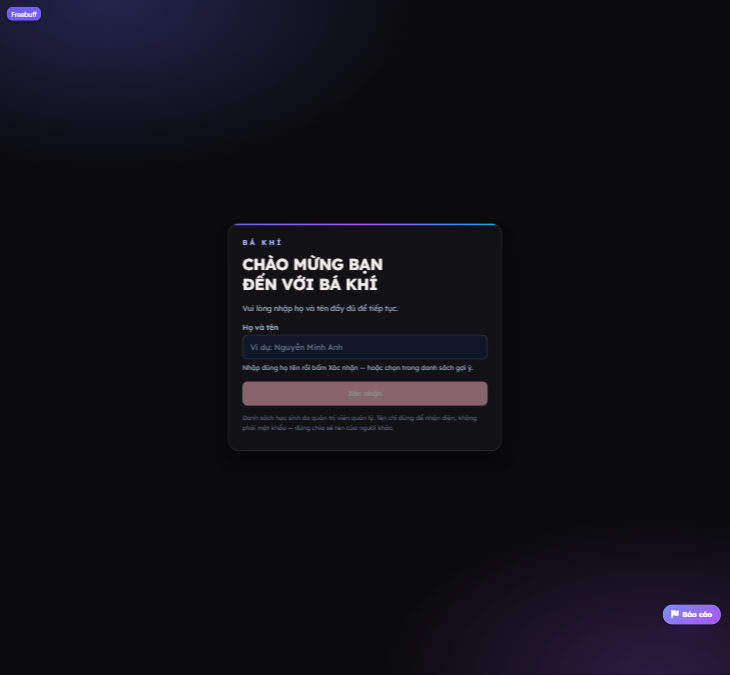 Freebuff
BÁ KHÍ
CHÀO MỪNG BẠN
ĐẾN VỚI BÁ KHÍ
Vui lòng nhập họ và tên đầy đủ để tiếp tục.
Họ và tên
Ví dụ: Nguyễn Minh Anh
Nhập đúng họ tên rồi bấm Xác nhận — hoặc chọn trong danh sách gợi ý.
Xác nhận
Danh sách học sinh do quản trị viên quản lý. Tên chỉ dùng để nhận diện, không
phải mật khẩu — đừng chia sẻ tên của người khác.
Báo cáo